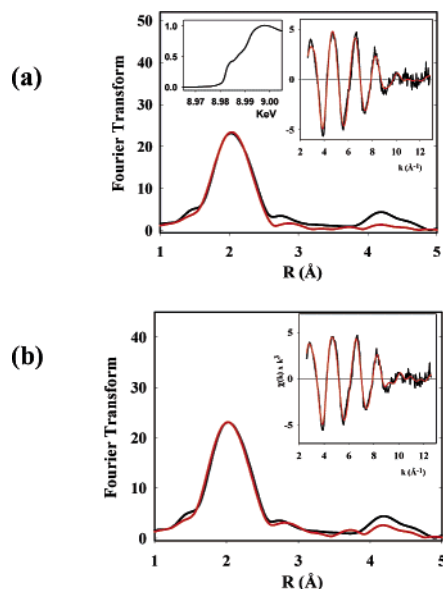 (a)
Fourier Transform
50
40
30
20
10
0
1.0
0.5
0.0
8.97 8.98 8.99 9.00
KeV
5
0
-5
2 4 6 8 10 12
k (Å-1)
1 2 3 4 5
R (Å)
(b)
Fourier Transform
40
30
20
10
0
χ(k) x k3
5
0
-5
2 4 6 8 10 12
k (Å-1)
1 2 3 4 5
R (Å)